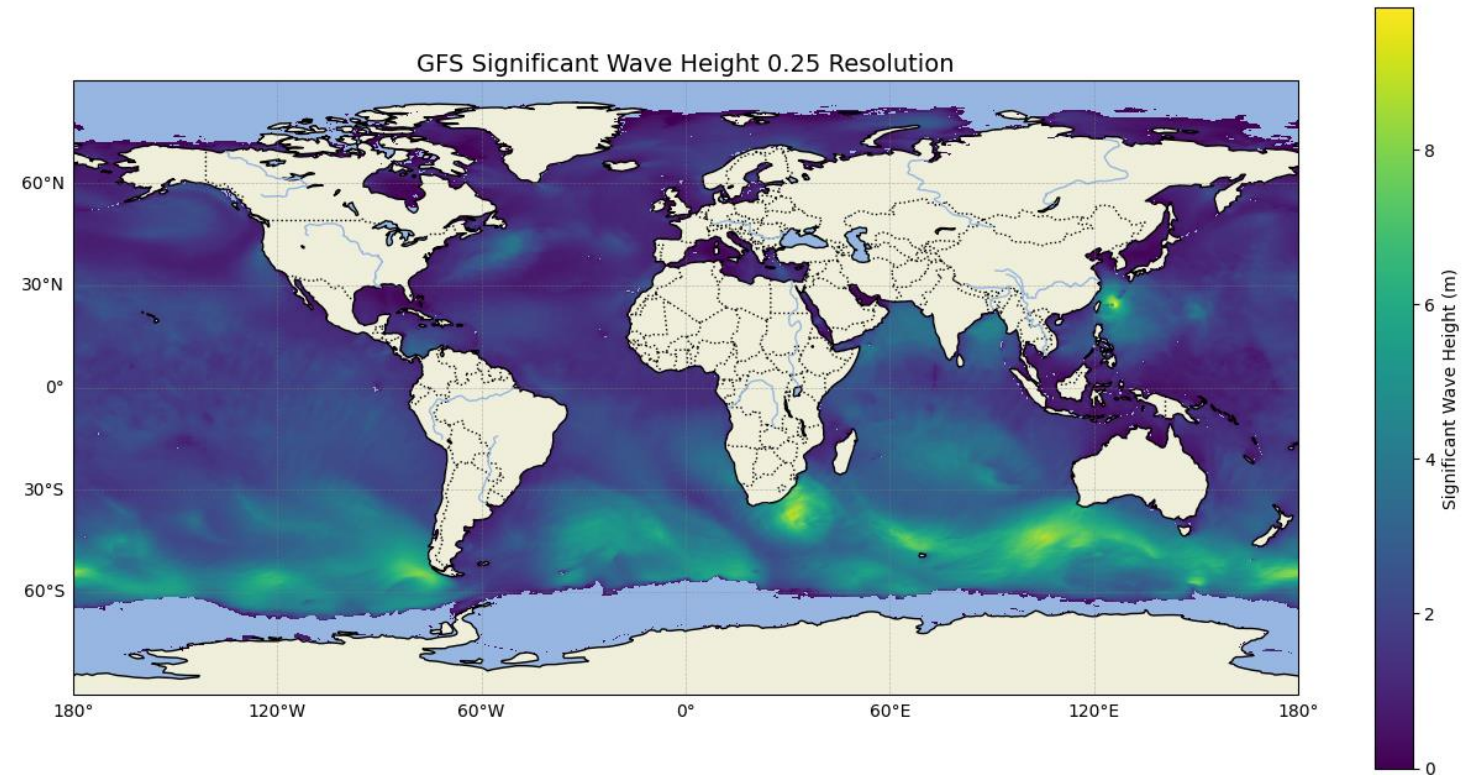 GFS Significant Wave Height 0.25 Resolution
60°N
30°N
0°
30°S
60°S
180°
120°W
60°W
0°
60°E
120°E
180°
8
6
4
2
0
Significant Wave Height (m)